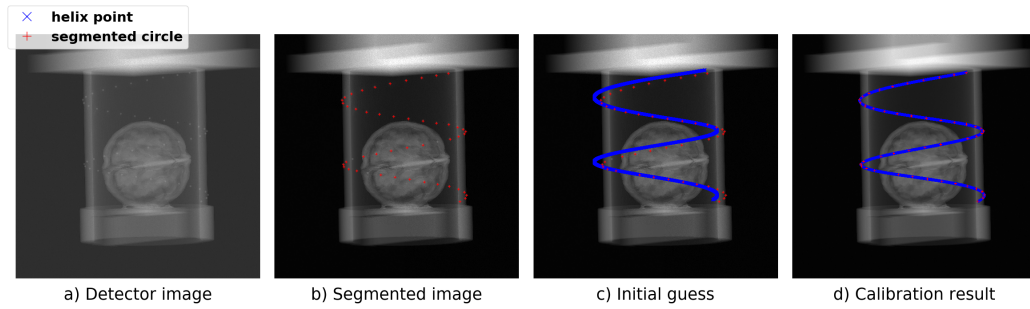 helix point
segmented circle
a) Detector image
b) Segmented image
c) Initial guess
d) Calibration result